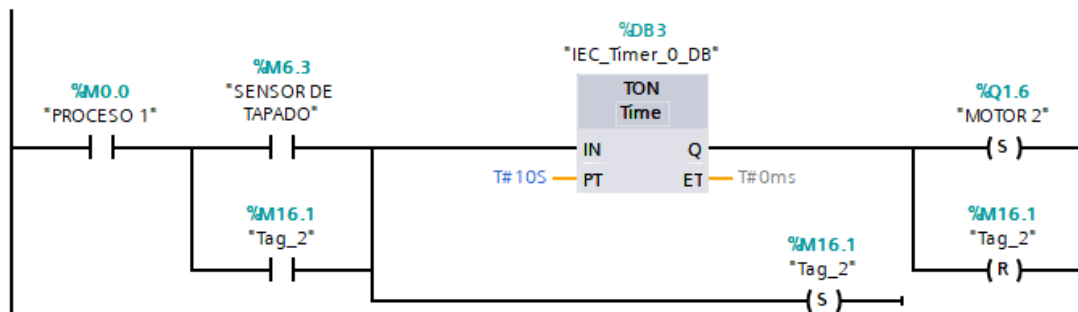 %DB3
"IEC_Timer_0_DB"
%M0.0
"PROCESO 1"
%M6.3
"SENSOR DE
TAPADO"
TON
Time
IN
Q
T#10S
PT
ET
T#0ms
%Q1.6
"MOTOR 2"
S
%M16.1
"Tag_2"
%M16.1
"Tag_2"
S
%M16.1
"Tag_2"
R